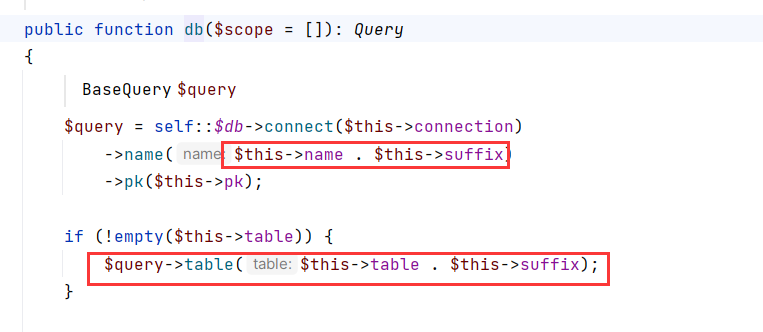 public function db($scope = []): Query
{
BaseQuery $query
$query = self::$db->connect($this->connection)
->name( name: $this->name . $this->suffix)
->pk($this->pk);
if (!empty($this->table)) {
$query->table( table: $this->table . $this->suffix);
}